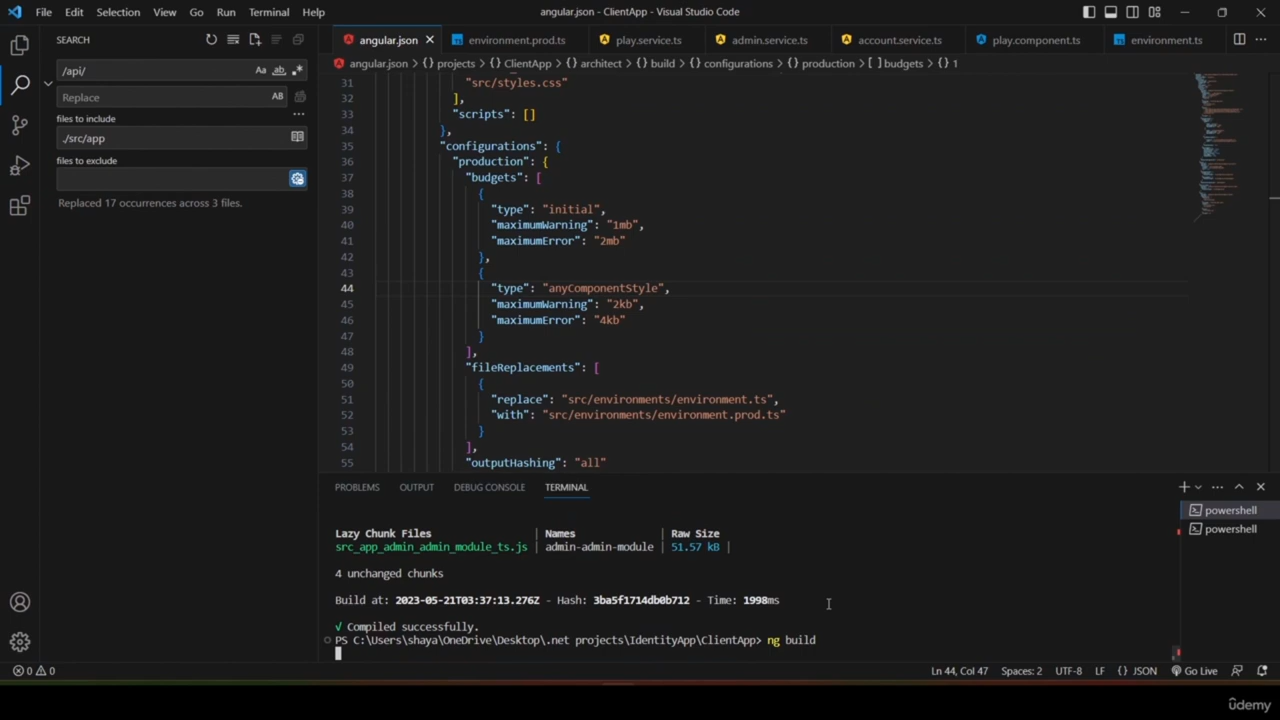 File Edit Selection View Go Run Terminal Help
angular.json - ClientApp - Visual Studio Code
SEARCH
/api/
Aa ab .*
Replace
AB
files to include
./src/app
files to exclude
Replaced 17 occurrences across 3 files.
angular.json environment.prod.ts play.service.ts admin.service.ts account.service.ts play.component.ts environment.ts
angular.json > {} projects > {} ClientApp > {} architect > {} build > {} configurations > {} production > [ ] budgets > {} 1
31 "src/styles.css"
32 ],
33 "scripts": []
34 },
35 "configurations": {
36 "production": {
37 "budgets": [
38 {
39 "type": "initial",
40 "maximumWarning": "1mb",
41 "maximumError": "2mb"
42 },
43 {
44 "type": "anyComponentStyle",
45 "maximumWarning": "2kb",
46 "maximumError": "4kb"
47 }
48 ],
49 "fileReplacements": [
50 {
51 "replace": "src/environments/environment.ts",
52 "with": "src/environments/environment.prod.ts"
53 }
54 ],
55 "outputHashing": "all"
PROBLEMS OUTPUT DEBUG CONSOLE TERMINAL
powershell
powershell
Lazy Chunk Files | Names | Raw Size
src_app_admin_admin_module_ts.js | admin-admin-module | 51.57 kB |
4 unchanged chunks
Build at: 2023-05-21T03:37:13.276Z - Hash: 3ba5f1714db0b712 - Time: 1998ms
√ Compiled successfully.
PS C:\Users\shaya\OneDrive\Desktop\.net projects\IdentityApp\ClientApp> ng build
0 0 Ln 44, Col 47 Spaces: 2 UTF-8 LF {} JSON Go Live
ûdemy